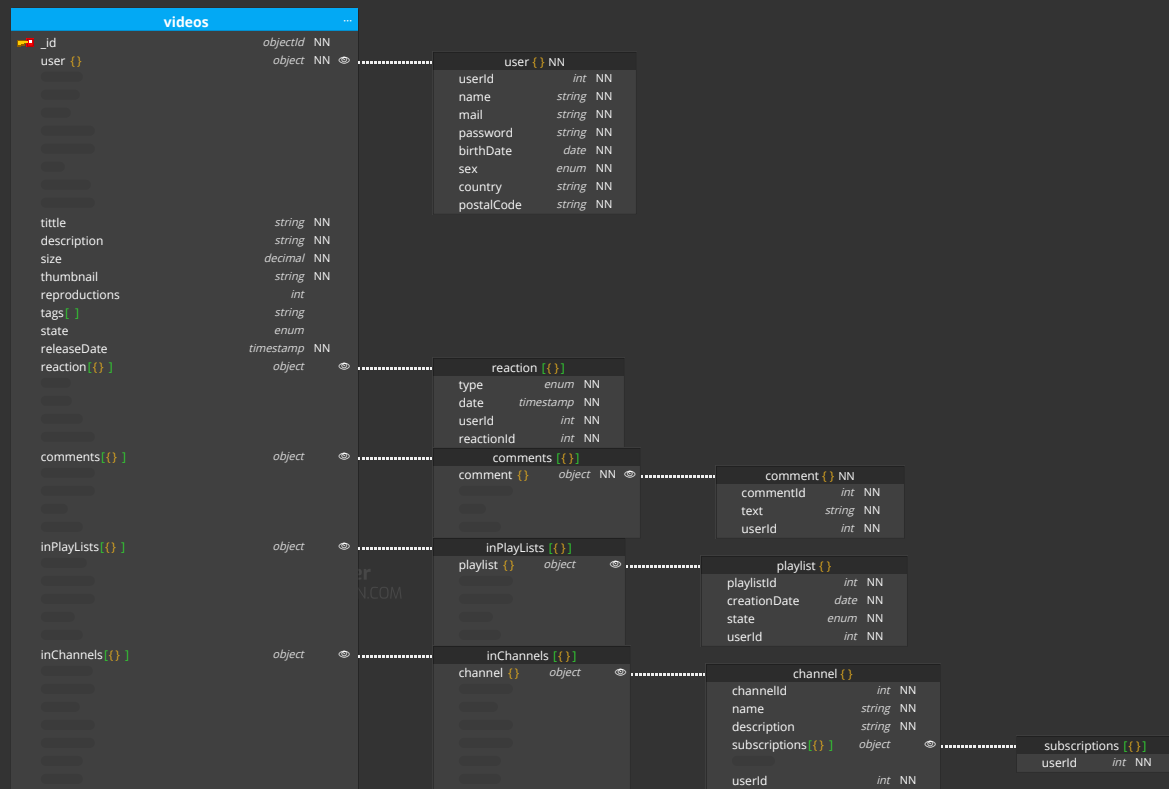 videos ...
_id objectId NN
user {} object NN
user {} NN
userId int NN
name string NN
mail string NN
password string NN
birthDate date NN
sex enum NN
country string NN
postalCode string NN
tittle string NN
description string NN
size decimal NN
thumbnail string NN
reproductions int
tags[ ] string
state enum
releaseDate timestamp NN
reaction[{} ] object
reaction [{}]
type enum NN
date timestamp NN
userId int NN
reactionId int NN
comments[{} ] object
comments [{}]
comment {} object NN
comment {} NN
commentId int NN
text string NN
userId int NN
inPlayLists[{} ] object
inPlayLists [{}]
playlist {} object
playlist {}
playlistId int NN
creationDate date NN
state enum NN
userId int NN
er
N.COM
inChannels[{} ] object
inChannels [{}]
channel {} object
channel {}
channelId int NN
name string NN
description string NN
subscriptions[{} ] object
subscriptions [{}]
userId int NN
userId int NN